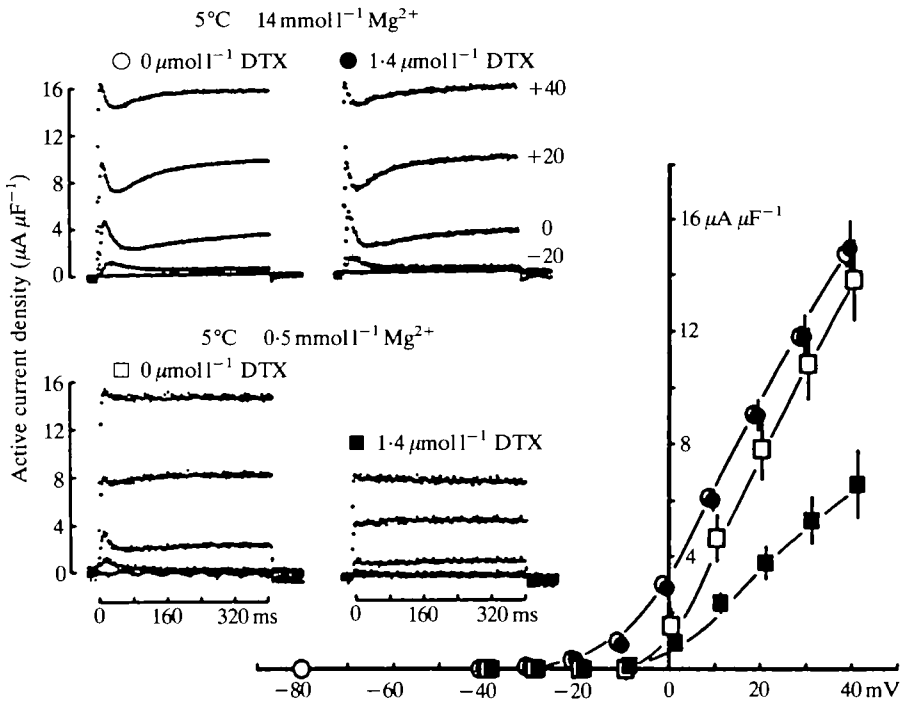 5°C 14 mmol l⁻¹ Mg²⁺
○ 0 μmol l⁻¹ DTX ● 1·4 μmol l⁻¹ DTX
Active current density (μA μF⁻¹)
16
12
8
4
0
+40
+20
0
−20
5°C 0·5 mmol l⁻¹ Mg²⁺
□ 0 μmol l⁻¹ DTX
■ 1·4 μmol l⁻¹ DTX
16
12
8
4
0
0 160 320 ms
0 160 320 ms
16 μA μF⁻¹
12
8
4
−80 −60 −40 −20 0 20 40 mV